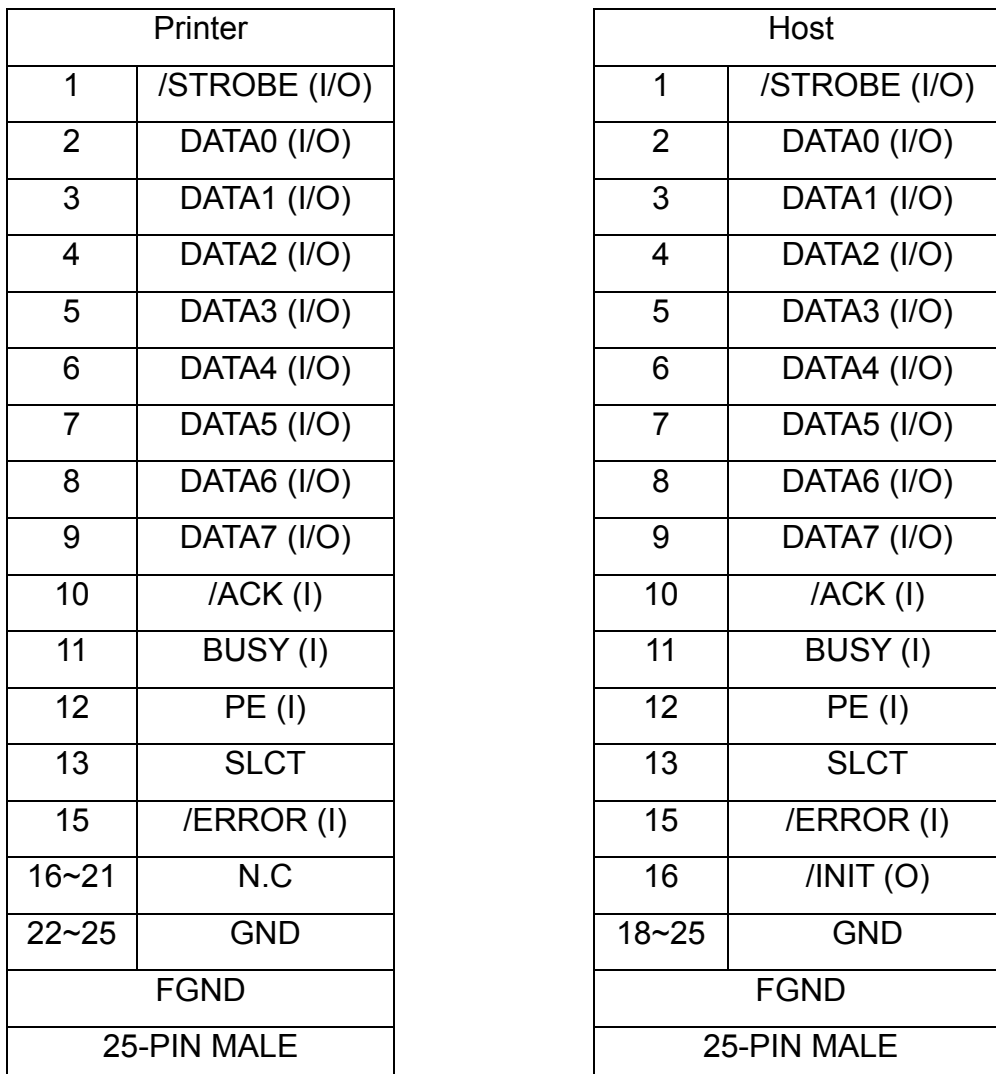 Printer Host
1 /STROBE (I/O) 1 /STROBE (I/O)
2 DATA0 (I/O) 2 DATA0 (I/O)
3 DATA1 (I/O) 3 DATA1 (I/O)
4 DATA2 (I/O) 4 DATA2 (I/O)
5 DATA3 (I/O) 5 DATA3 (I/O)
6 DATA4 (I/O) 6 DATA4 (I/O)
7 DATA5 (I/O) 7 DATA5 (I/O)
8 DATA6 (I/O) 8 DATA6 (I/O)
9 DATA7 (I/O) 9 DATA7 (I/O)
10 /ACK (I) 10 /ACK (I)
11 BUSY (I) 11 BUSY (I)
12 PE (I) 12 PE (I)
13 SLCT 13 SLCT
15 /ERROR (I) 15 /ERROR (I)
16~21 N.C 16 /INIT (O)
22~25 GND 18~25 GND
FGND FGND
25-PIN MALE 25-PIN MALE